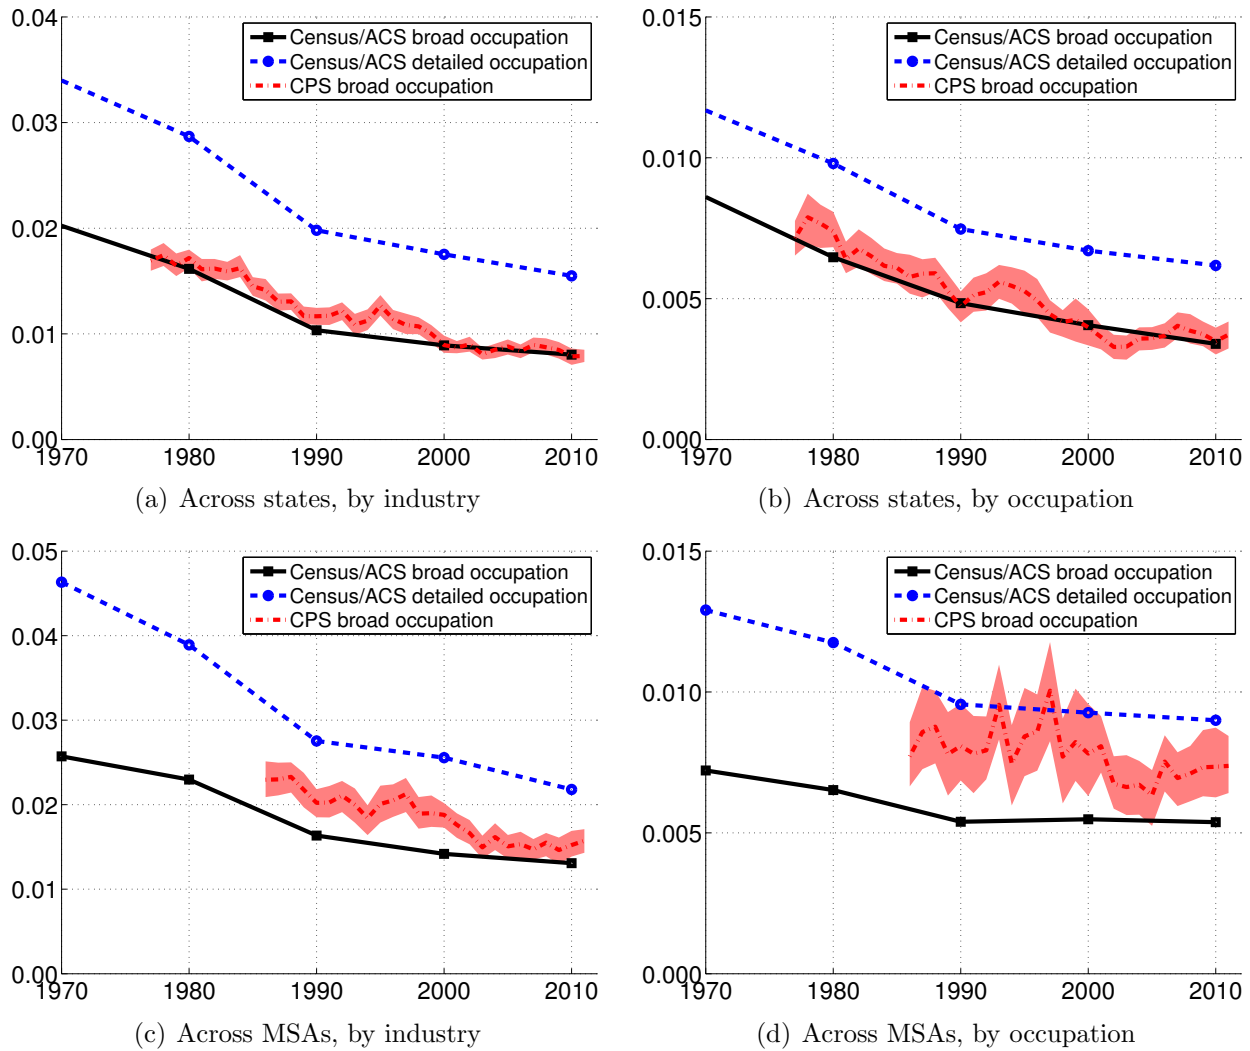 0.04
0.03
0.02
0.01
0.00
1970 1980 1990 2000 2010
Census/ACS broad occupation
Census/ACS detailed occupation
CPS broad occupation
(a) Across states, by industry
0.015
0.010
0.005
0.000
1970 1980 1990 2000 2010
Census/ACS broad occupation
Census/ACS detailed occupation
CPS broad occupation
(b) Across states, by occupation
0.05
0.04
0.03
0.02
0.01
0.00
1970 1980 1990 2000 2010
Census/ACS broad occupation
Census/ACS detailed occupation
CPS broad occupation
(c) Across MSAs, by industry
0.015
0.010
0.005
0.000
1970 1980 1990 2000 2010
Census/ACS broad occupation
Census/ACS detailed occupation
CPS broad occupation
(d) Across MSAs, by occupation